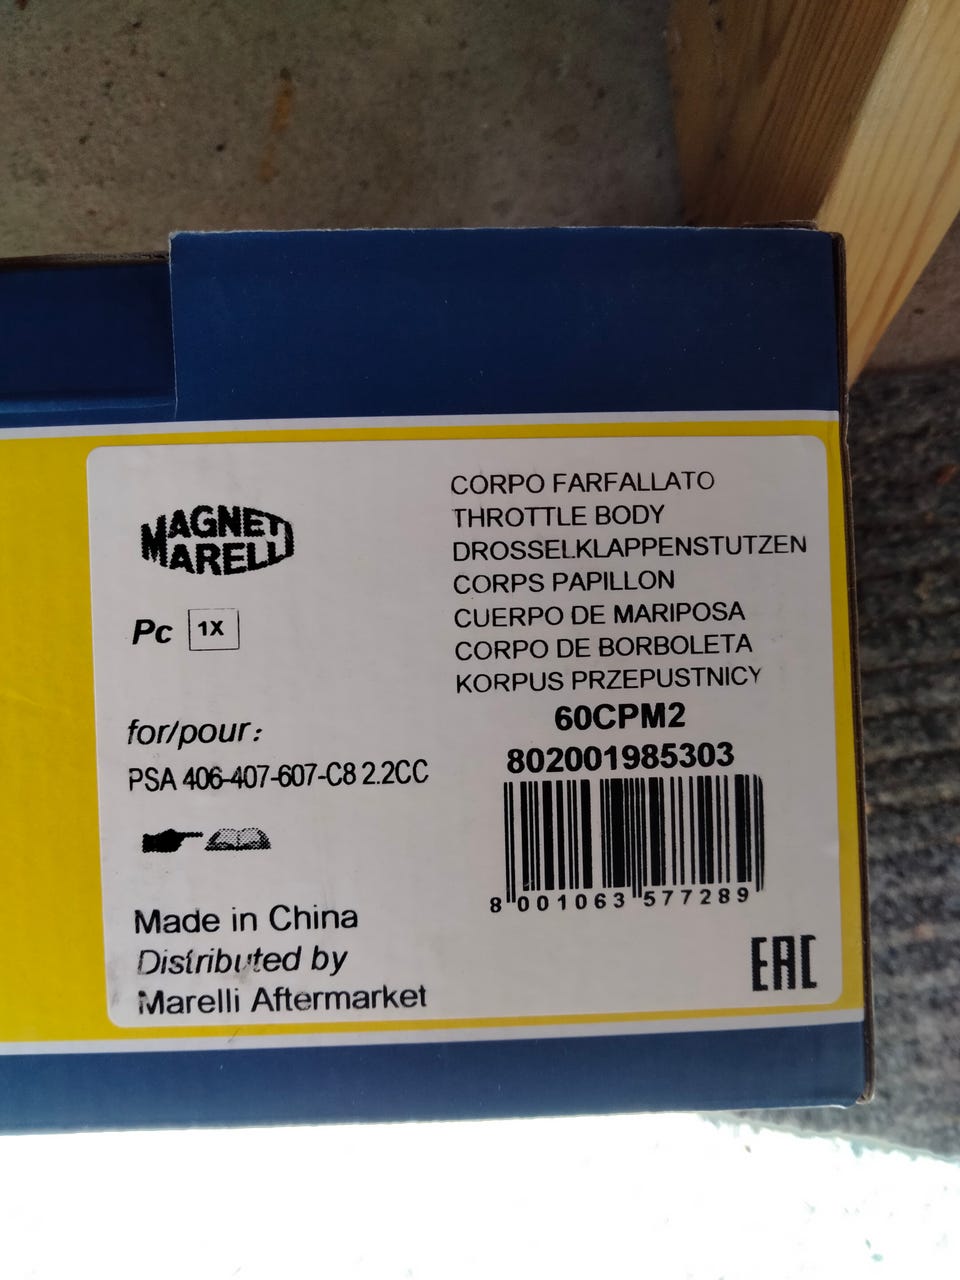 MAGNETI
MARELLI
Pc 1X
for/pour:
PSA 406-407-607-C8 2.2CC
Made in China
Distributed by
Marelli Aftermarket
CORPO FARFALLATO
THROTTLE BODY
DROSSELKLAPPENSTUTZEN
CORPS PAPILLON
CUERPO DE MARIPOSA
CORPO DE BORBOLETA
KORPUS PRZEPUSTNICY
60CPM2
802001985303
8 001063 577289
EAC